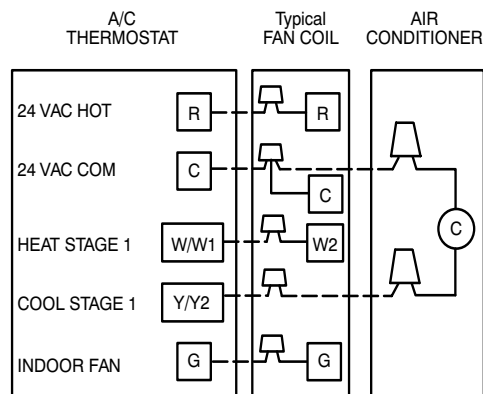 A/C THERMOSTAT
Typical FAN COIL
AIR CONDITIONER
24 VAC HOT R R
24 VAC COM C
C
C
HEAT STAGE 1 W/W1 W2
COOL STAGE 1 Y/Y2
INDOOR FAN G G